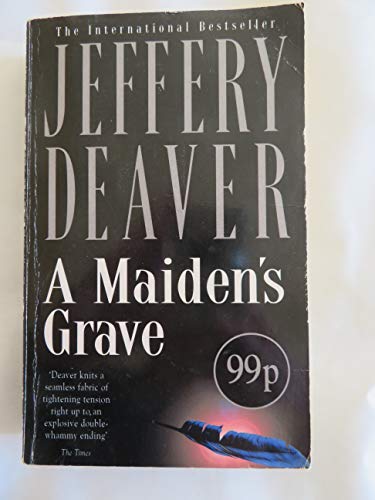 The International Bestseller
JEFFERY
DEAVER
A Maiden's
Grave
99p
'Deaver knits a
seamless fabric of
tightening tension
right up to, an
explosive double-
whammy ending'
The Times